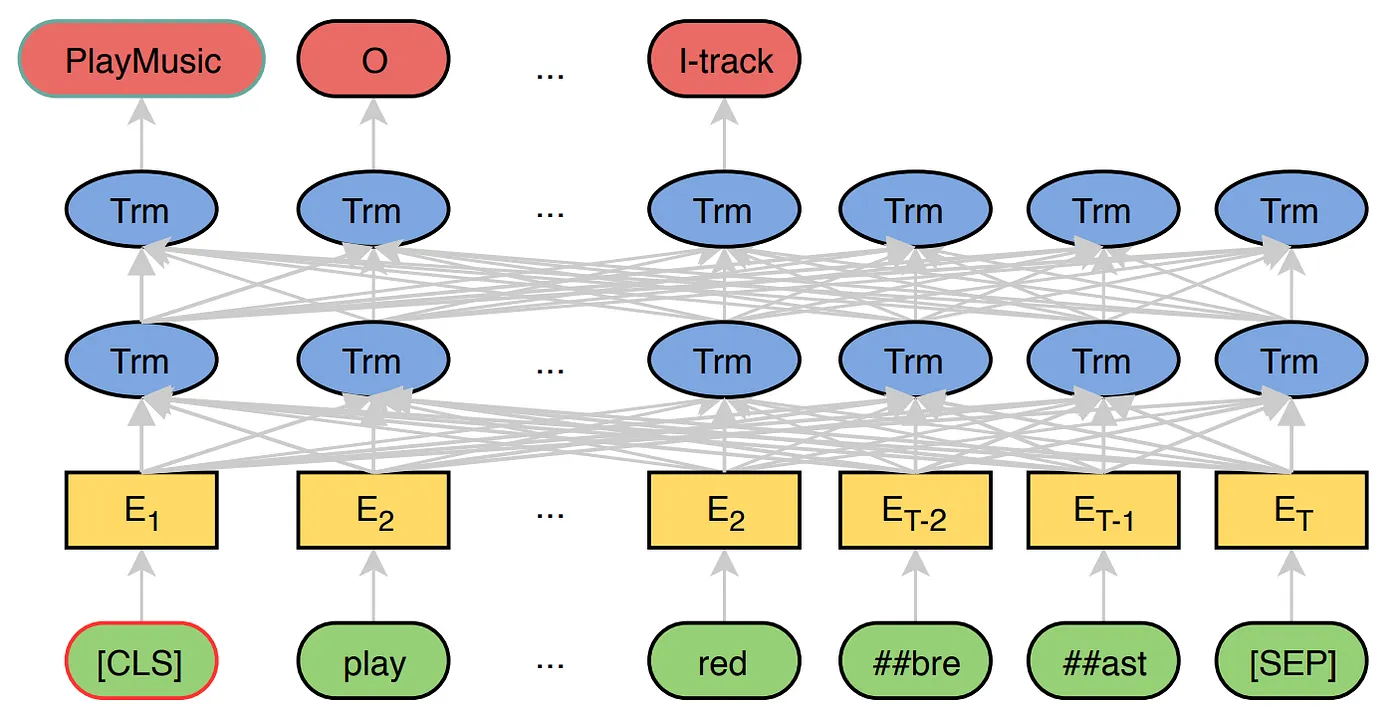 PlayMusic O ... I-track
Trm Trm ... Trm Trm Trm Trm
Trm Trm ... Trm Trm Trm Trm
E1 E2 ... E2 ET-2 ET-1 ET
[CLS] play ... red ##bre ##ast [SEP]